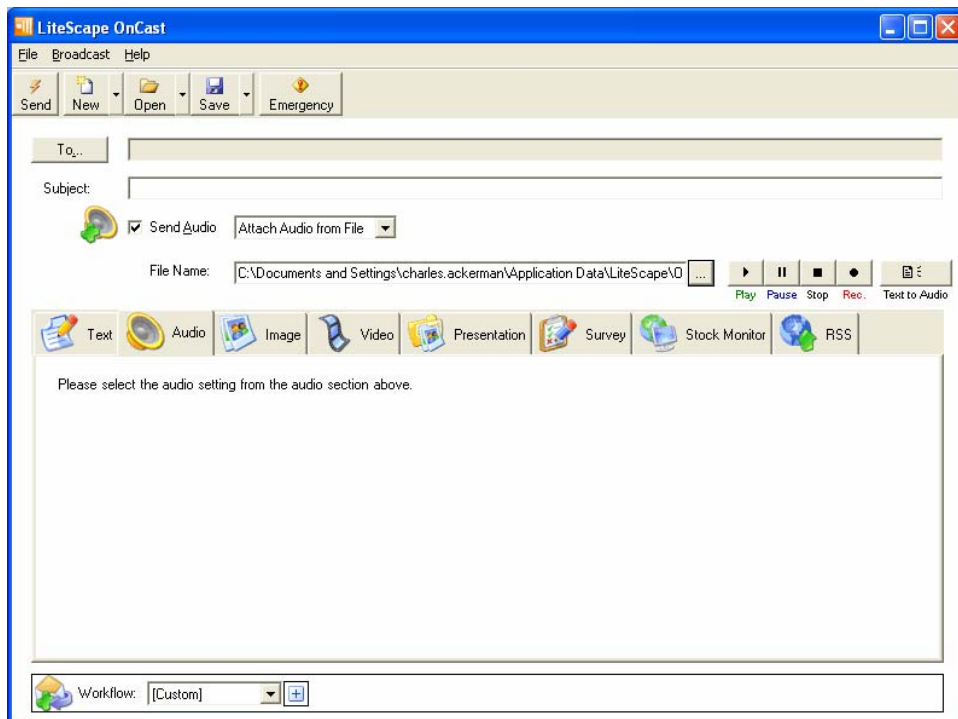 LiteScape OnCast
File Broadcast Help
Send New Open Save Emergency
To...
Subject:
Send Audio Attach Audio from File
File Name: C:\Documents and Settings\charles.ackerman\Application Data\LiteScape\O ...
Play Pause Stop Rec. Text to Audio
Text Audio Image Video Presentation Survey Stock Monitor RSS
Please select the audio setting from the audio section above.
Workflow: [Custom]